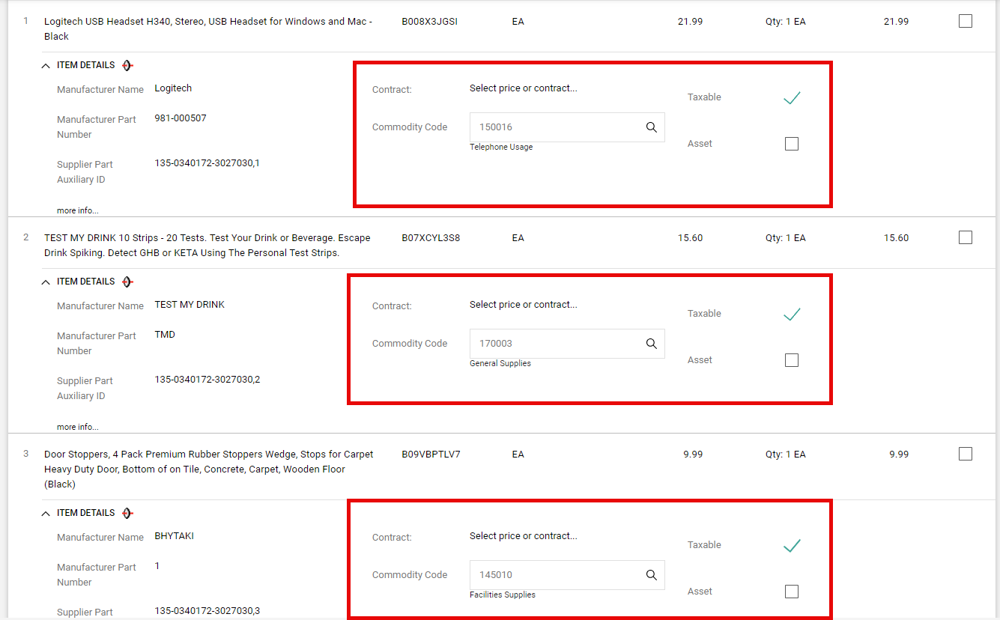 1 Logitech USB Headset H340, Stereo, USB Headset for Windows and Mac - B008X3JGSI EA 21.99 Qty: 1 EA 21.99
Black
ITEM DETAILS
Manufacturer Name Logitech
Manufacturer Part 981-000507
Number
Supplier Part 135-0340172-3027030,1
Auxiliary ID
more info...
Contract: Select price or contract...
Commodity Code 150016
Telephone Usage
Taxable
Asset
2 TEST MY DRINK 10 Strips - 20 Tests. Test Your Drink or Beverage. Escape B07XCYL3S8 EA 15.60 Qty: 1 EA 15.60
Drink Spiking. Detect GHB or KETA Using The Personal Test Strips.
ITEM DETAILS
Manufacturer Name TEST MY DRINK
Manufacturer Part TMD
Number
Supplier Part 135-0340172-3027030,2
Auxiliary ID
more info...
Contract: Select price or contract...
Commodity Code 170003
General Supplies
Taxable
Asset
3 Door Stoppers, 4 Pack Premium Rubber Stoppers Wedge, Stops for Carpet B09VBPTLV7 EA 9.99 Qty: 1 EA 9.99
Heavy Duty Door, Bottom of on Tile, Concrete, Carpet, Wooden Floor
(Black)
ITEM DETAILS
Manufacturer Name BHYTAKI
Manufacturer Part 1
Number
Supplier Part 135-0340172-3027030,3
Contract: Select price or contract...
Commodity Code 145010
Facilities Supplies
Taxable
Asset